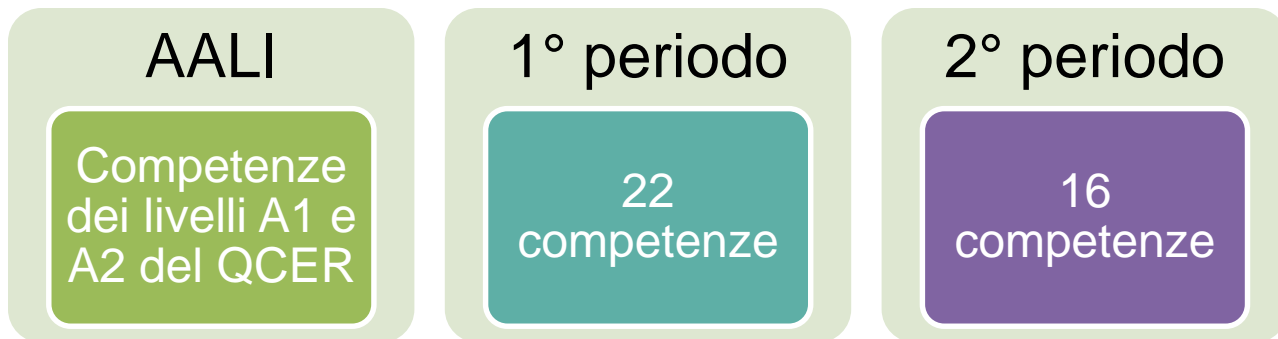 AALI
Competenze
dei livelli A1 e
A2 del QCER
1° periodo
22
competenze
2° periodo
16
competenze